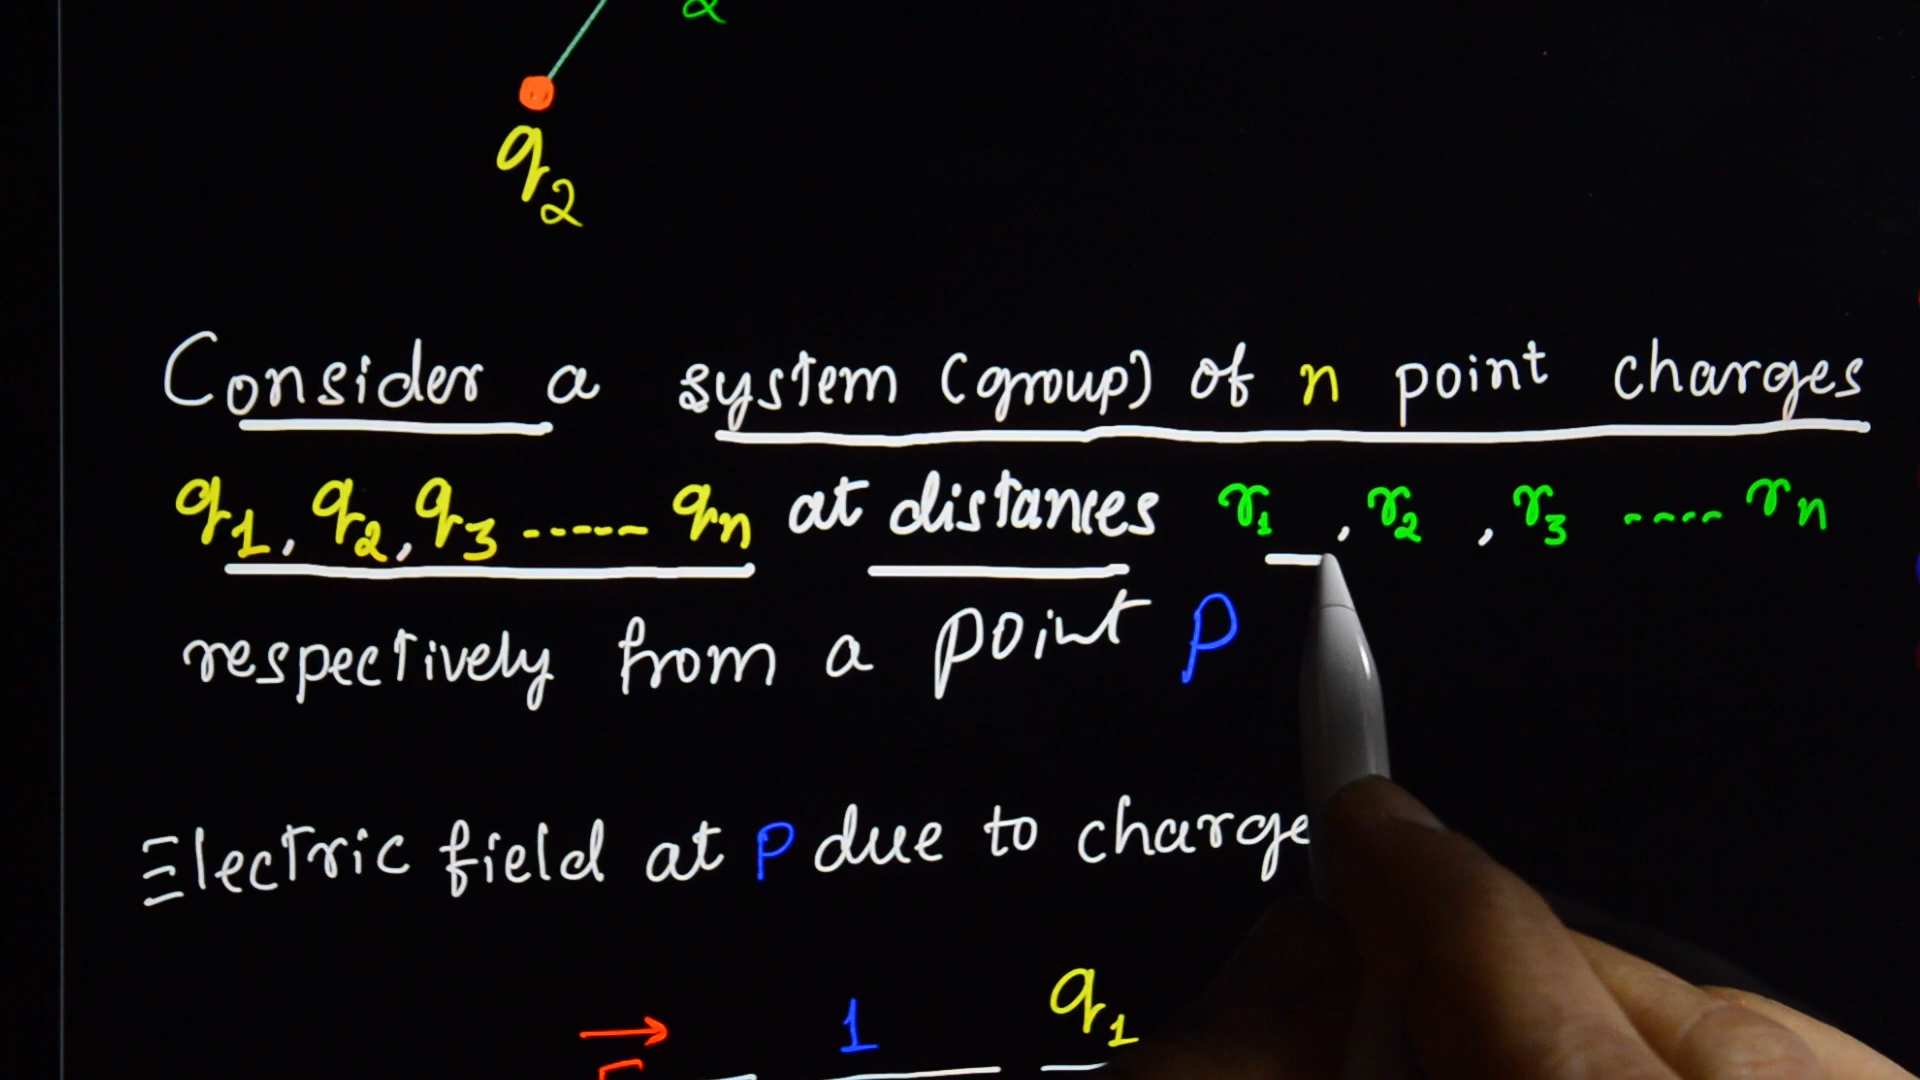 2
q2
Consider a system (group) of n point charges
q1, q2, q3 ----- qn at distances r1, r2, r3 ---- rn
respectively from a point P
Electric field at P due to charge
1 q1